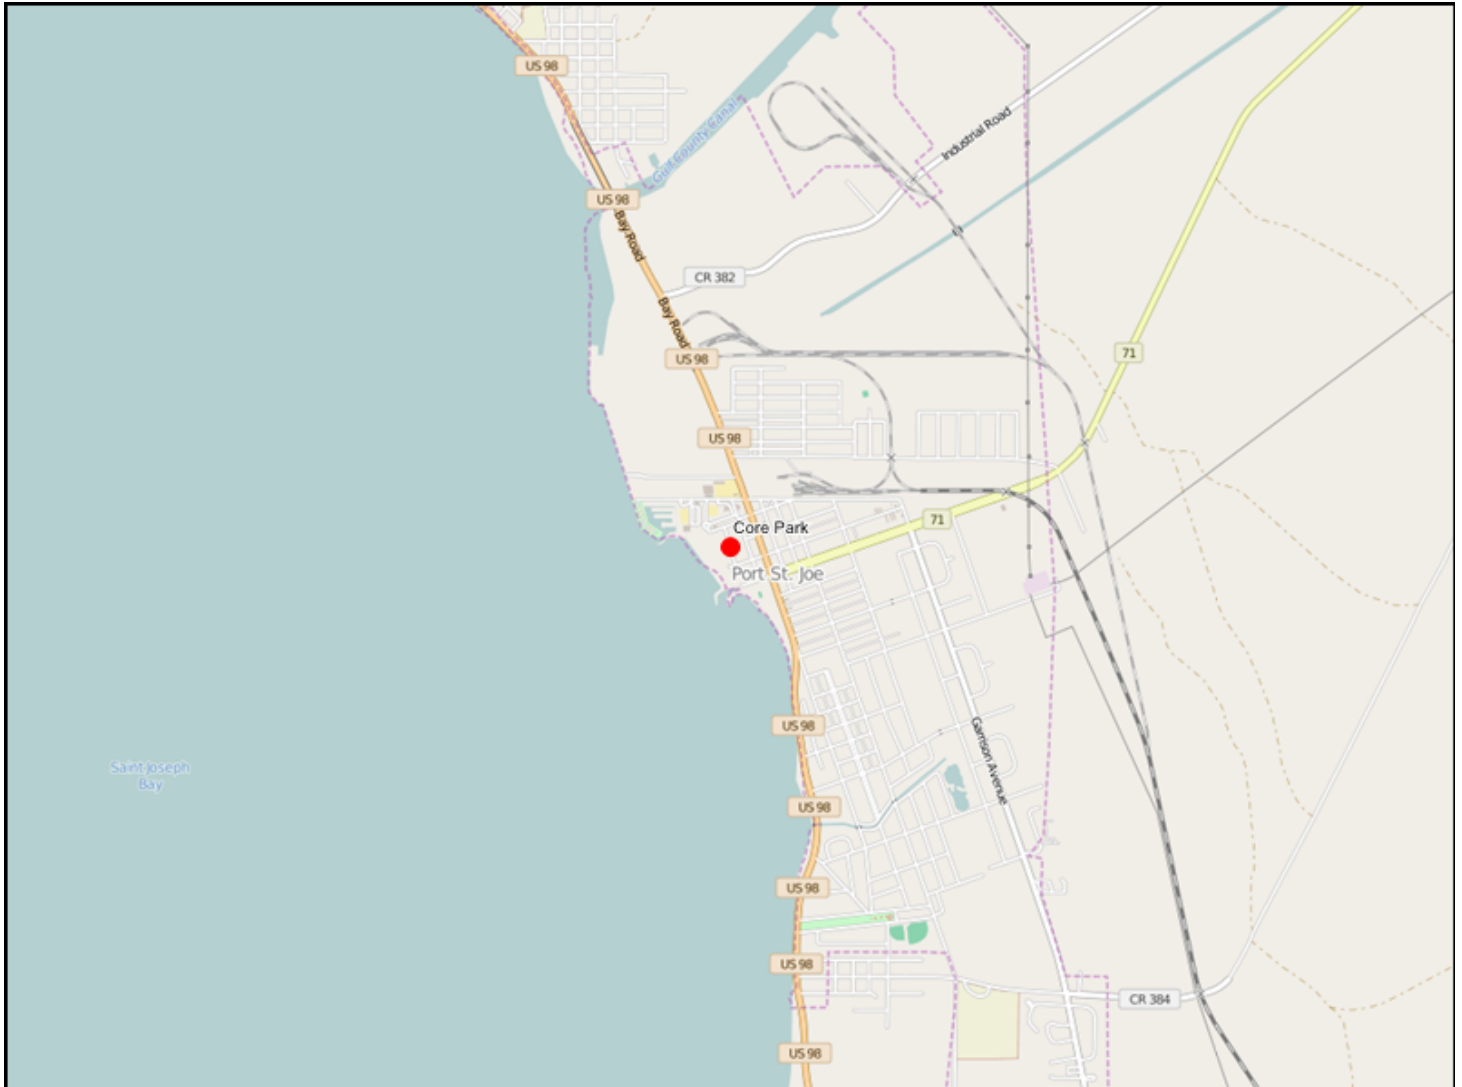 US 98
Gulf County Canal
Industrial Road
US 98
Bay Road
CR 382
Bay Road
US 98
71
US 98
71
Core Park
Port St. Joe
US 98
Garrison Avenue
Saint Joseph
Bay
US 98
US 98
US 98
CR 384
US 98